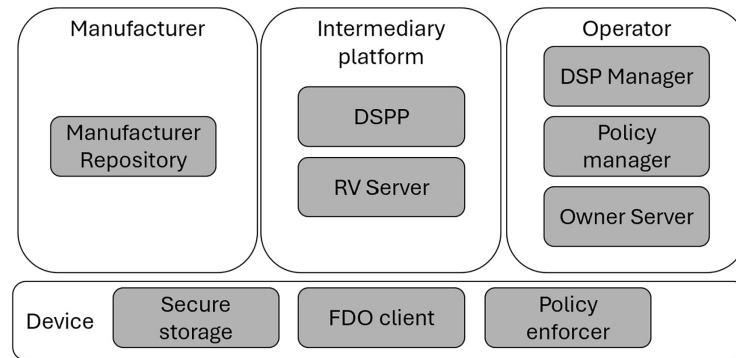 Manufacturer
Manufacturer
Repository
Intermediary
platform
DSPP
RV Server
Operator
DSP Manager
Policy
manager
Owner Server
Device
Secure
storage
FDO client
Policy
enforcer